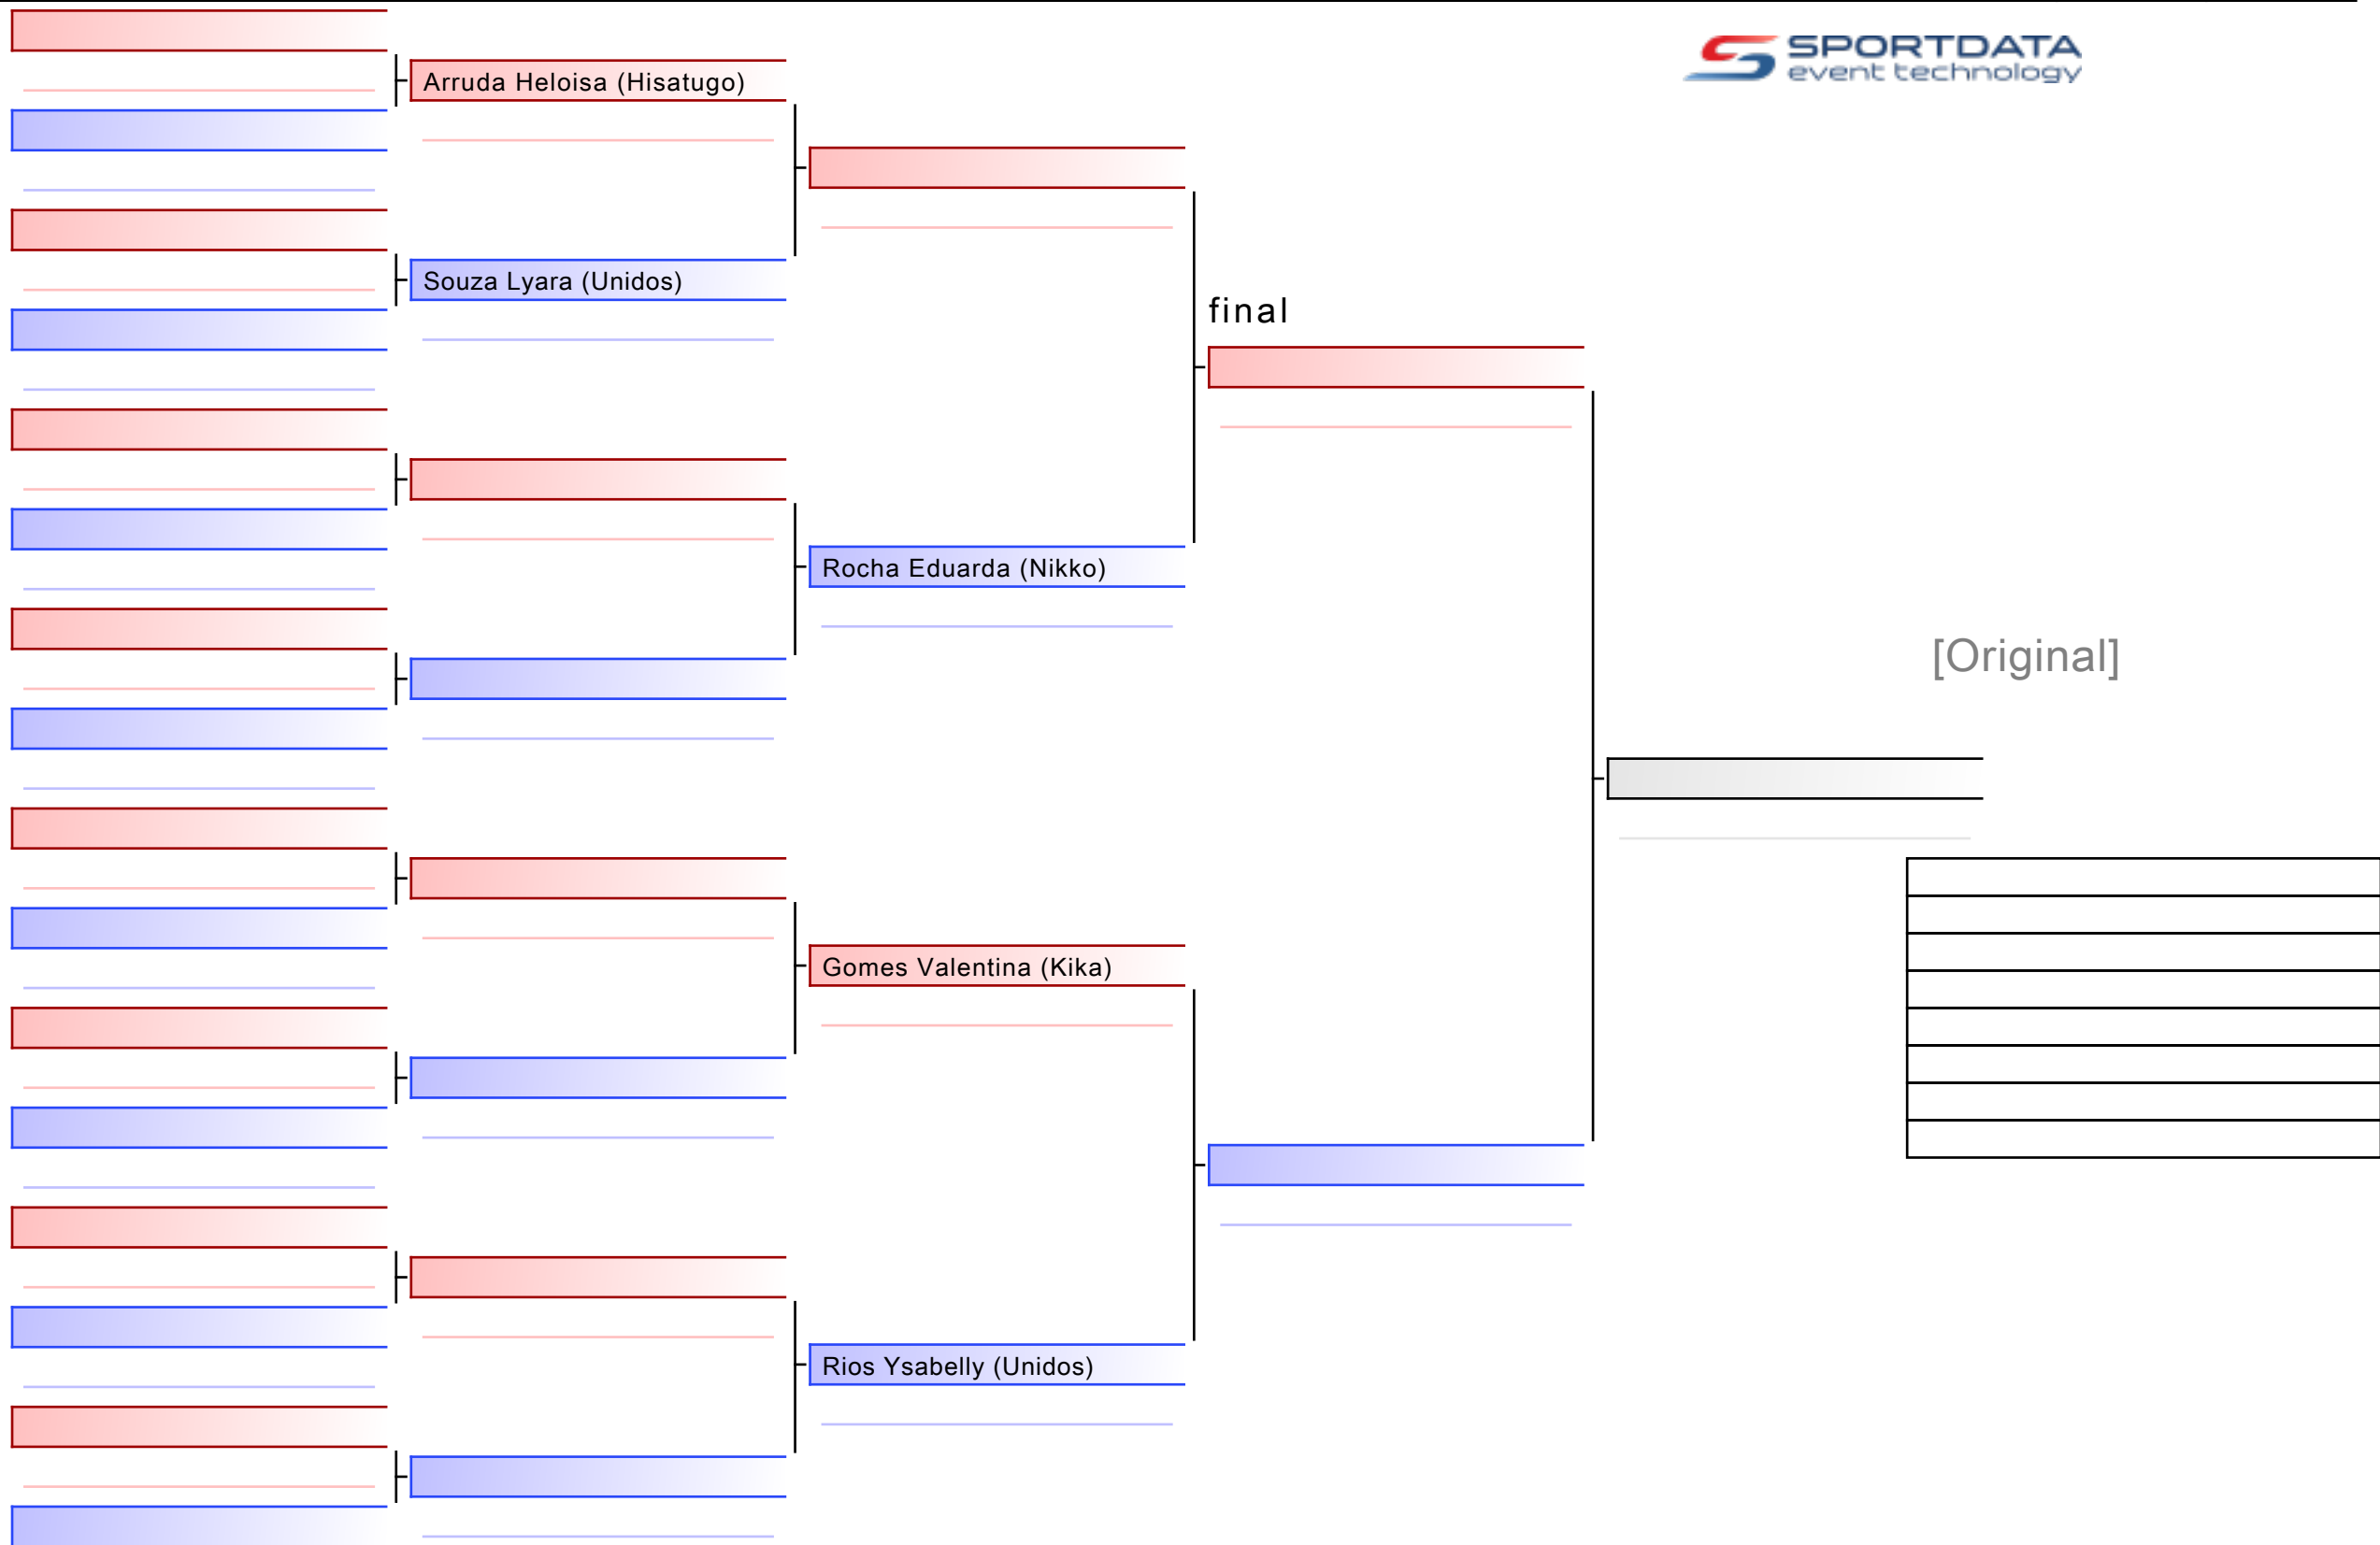 SPORTDATA
event technology
Arruda Heloisa (Hisatugo)
Souza Lyara (Unidos)
final
Rocha Eduarda (Nikko)
[Original]
Gomes Valentina (Kika)
Rios Ysabelly (Unidos)